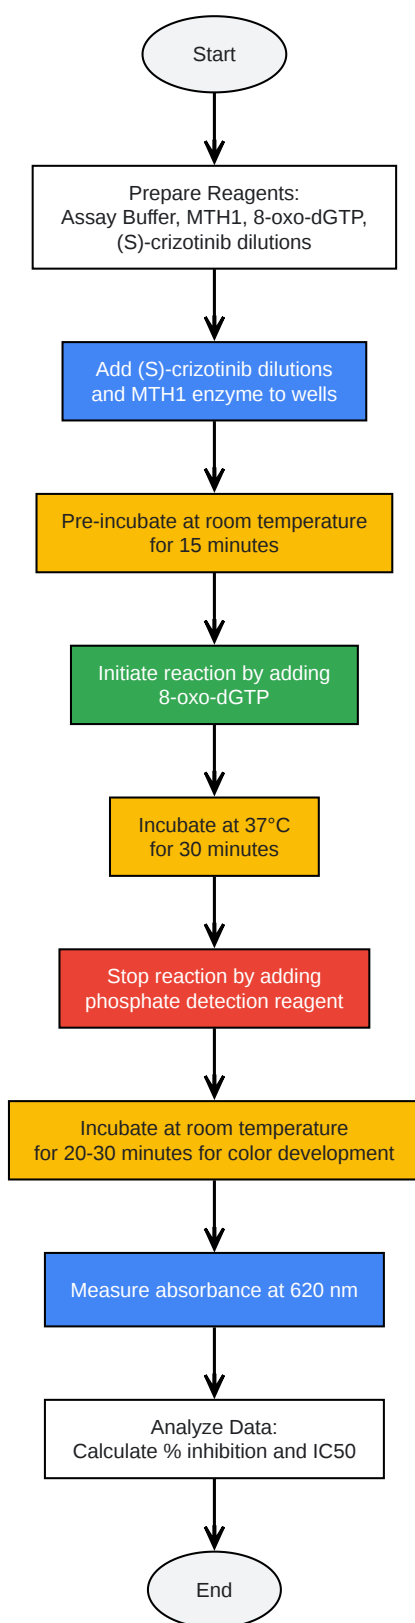 Start
Prepare Reagents:
Assay Buffer, MTH1, 8-oxo-dGTP,
(S)-crizotinib dilutions
Add (S)-crizotinib dilutions
and MTH1 enzyme to wells
Pre-incubate at room temperature
for 15 minutes
Initiate reaction by adding
8-oxo-dGTP
Incubate at 37°C
for 30 minutes
Stop reaction by adding
phosphate detection reagent
Incubate at room temperature
for 20-30 minutes for color development
Measure absorbance at 620 nm
Analyze Data:
Calculate % inhibition and IC50
End